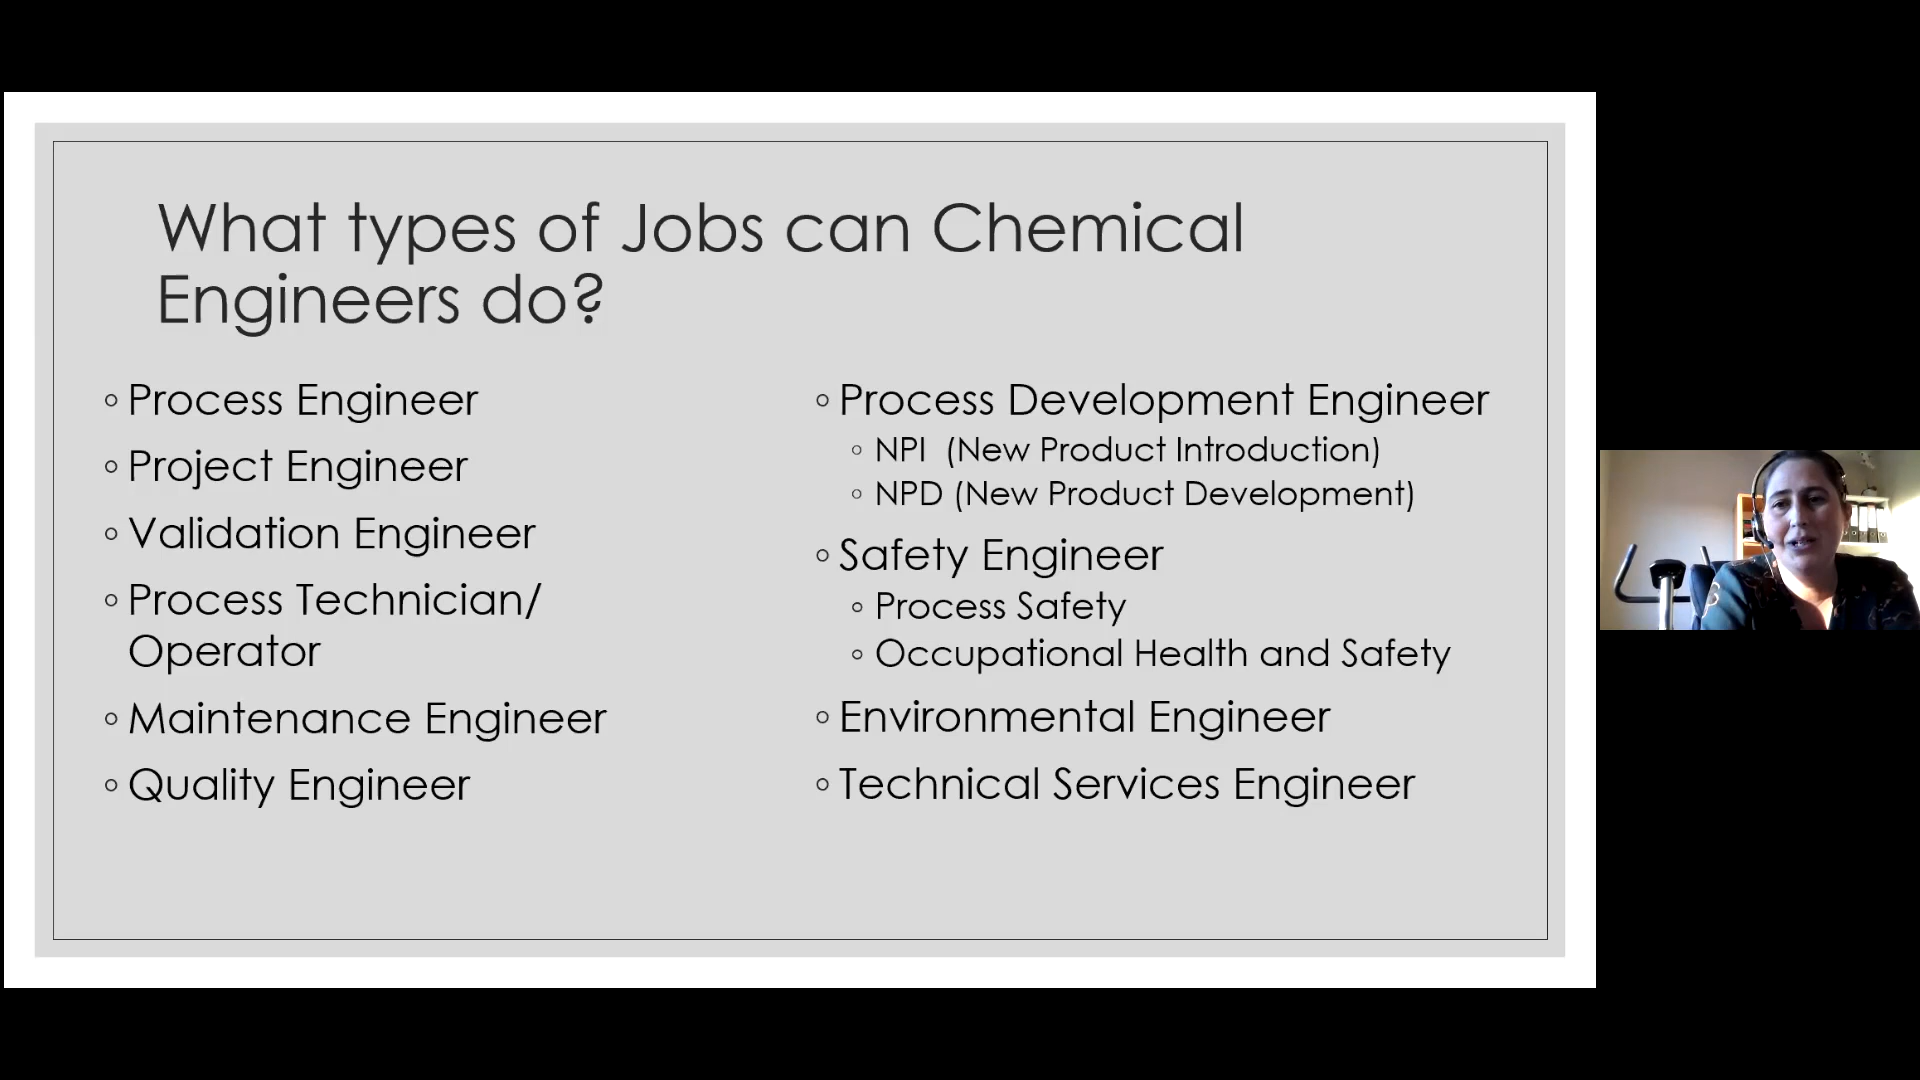 What types of Jobs can Chemical
Engineers do?
◦ Process Engineer
◦ Project Engineer
◦ Validation Engineer
◦ Process Technician/
Operator
◦ Maintenance Engineer
◦ Quality Engineer
◦ Process Development Engineer
◦ NPI  (New Product Introduction)
◦ NPD (New Product Development)
◦ Safety Engineer
◦ Process Safety
◦ Occupational Health and Safety
◦ Environmental Engineer
◦ Technical Services Engineer